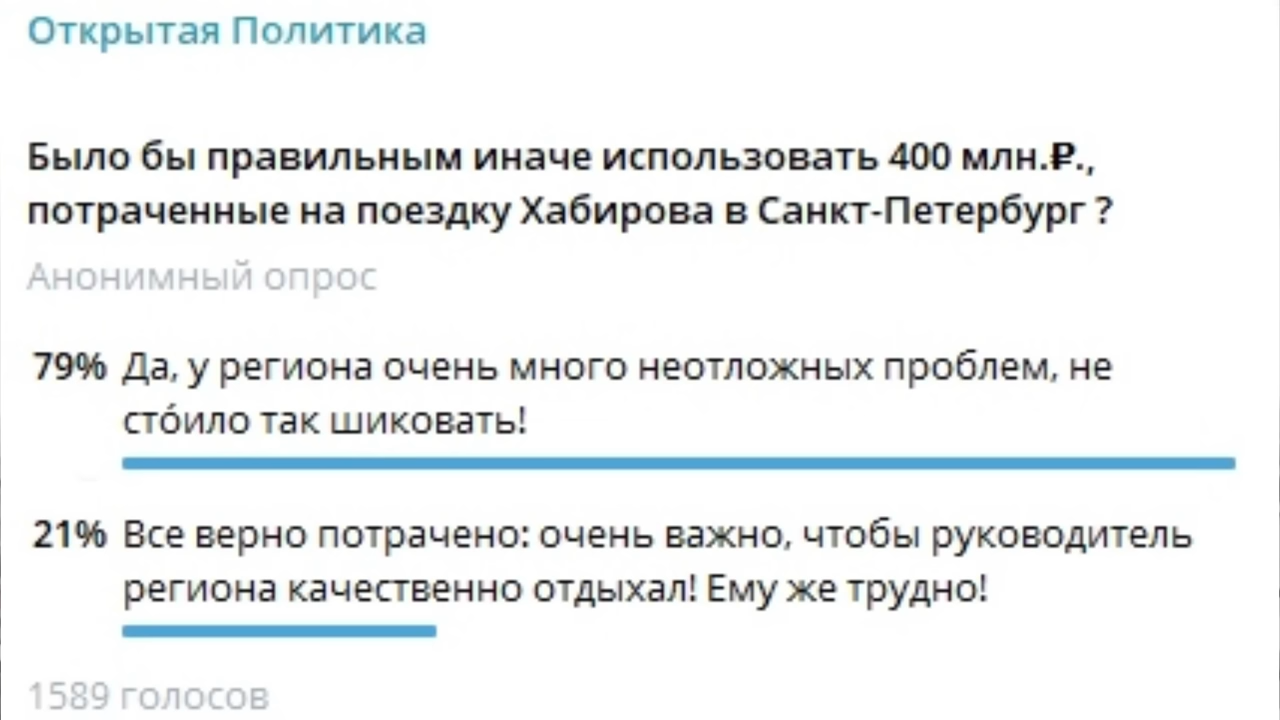 Открытая Политика
Было бы правильным иначе использовать 400 млн.₽.,
потраченные на поездку Хабирова в Санкт-Петербург ?
Анонимный опрос
79% Да, у региона очень много неотложных проблем, не
сто́ило так шиковать!
21% Все верно потрачено: очень важно, чтобы руководитель
региона качественно отдыхал! Ему же трудно!
1589 голосов